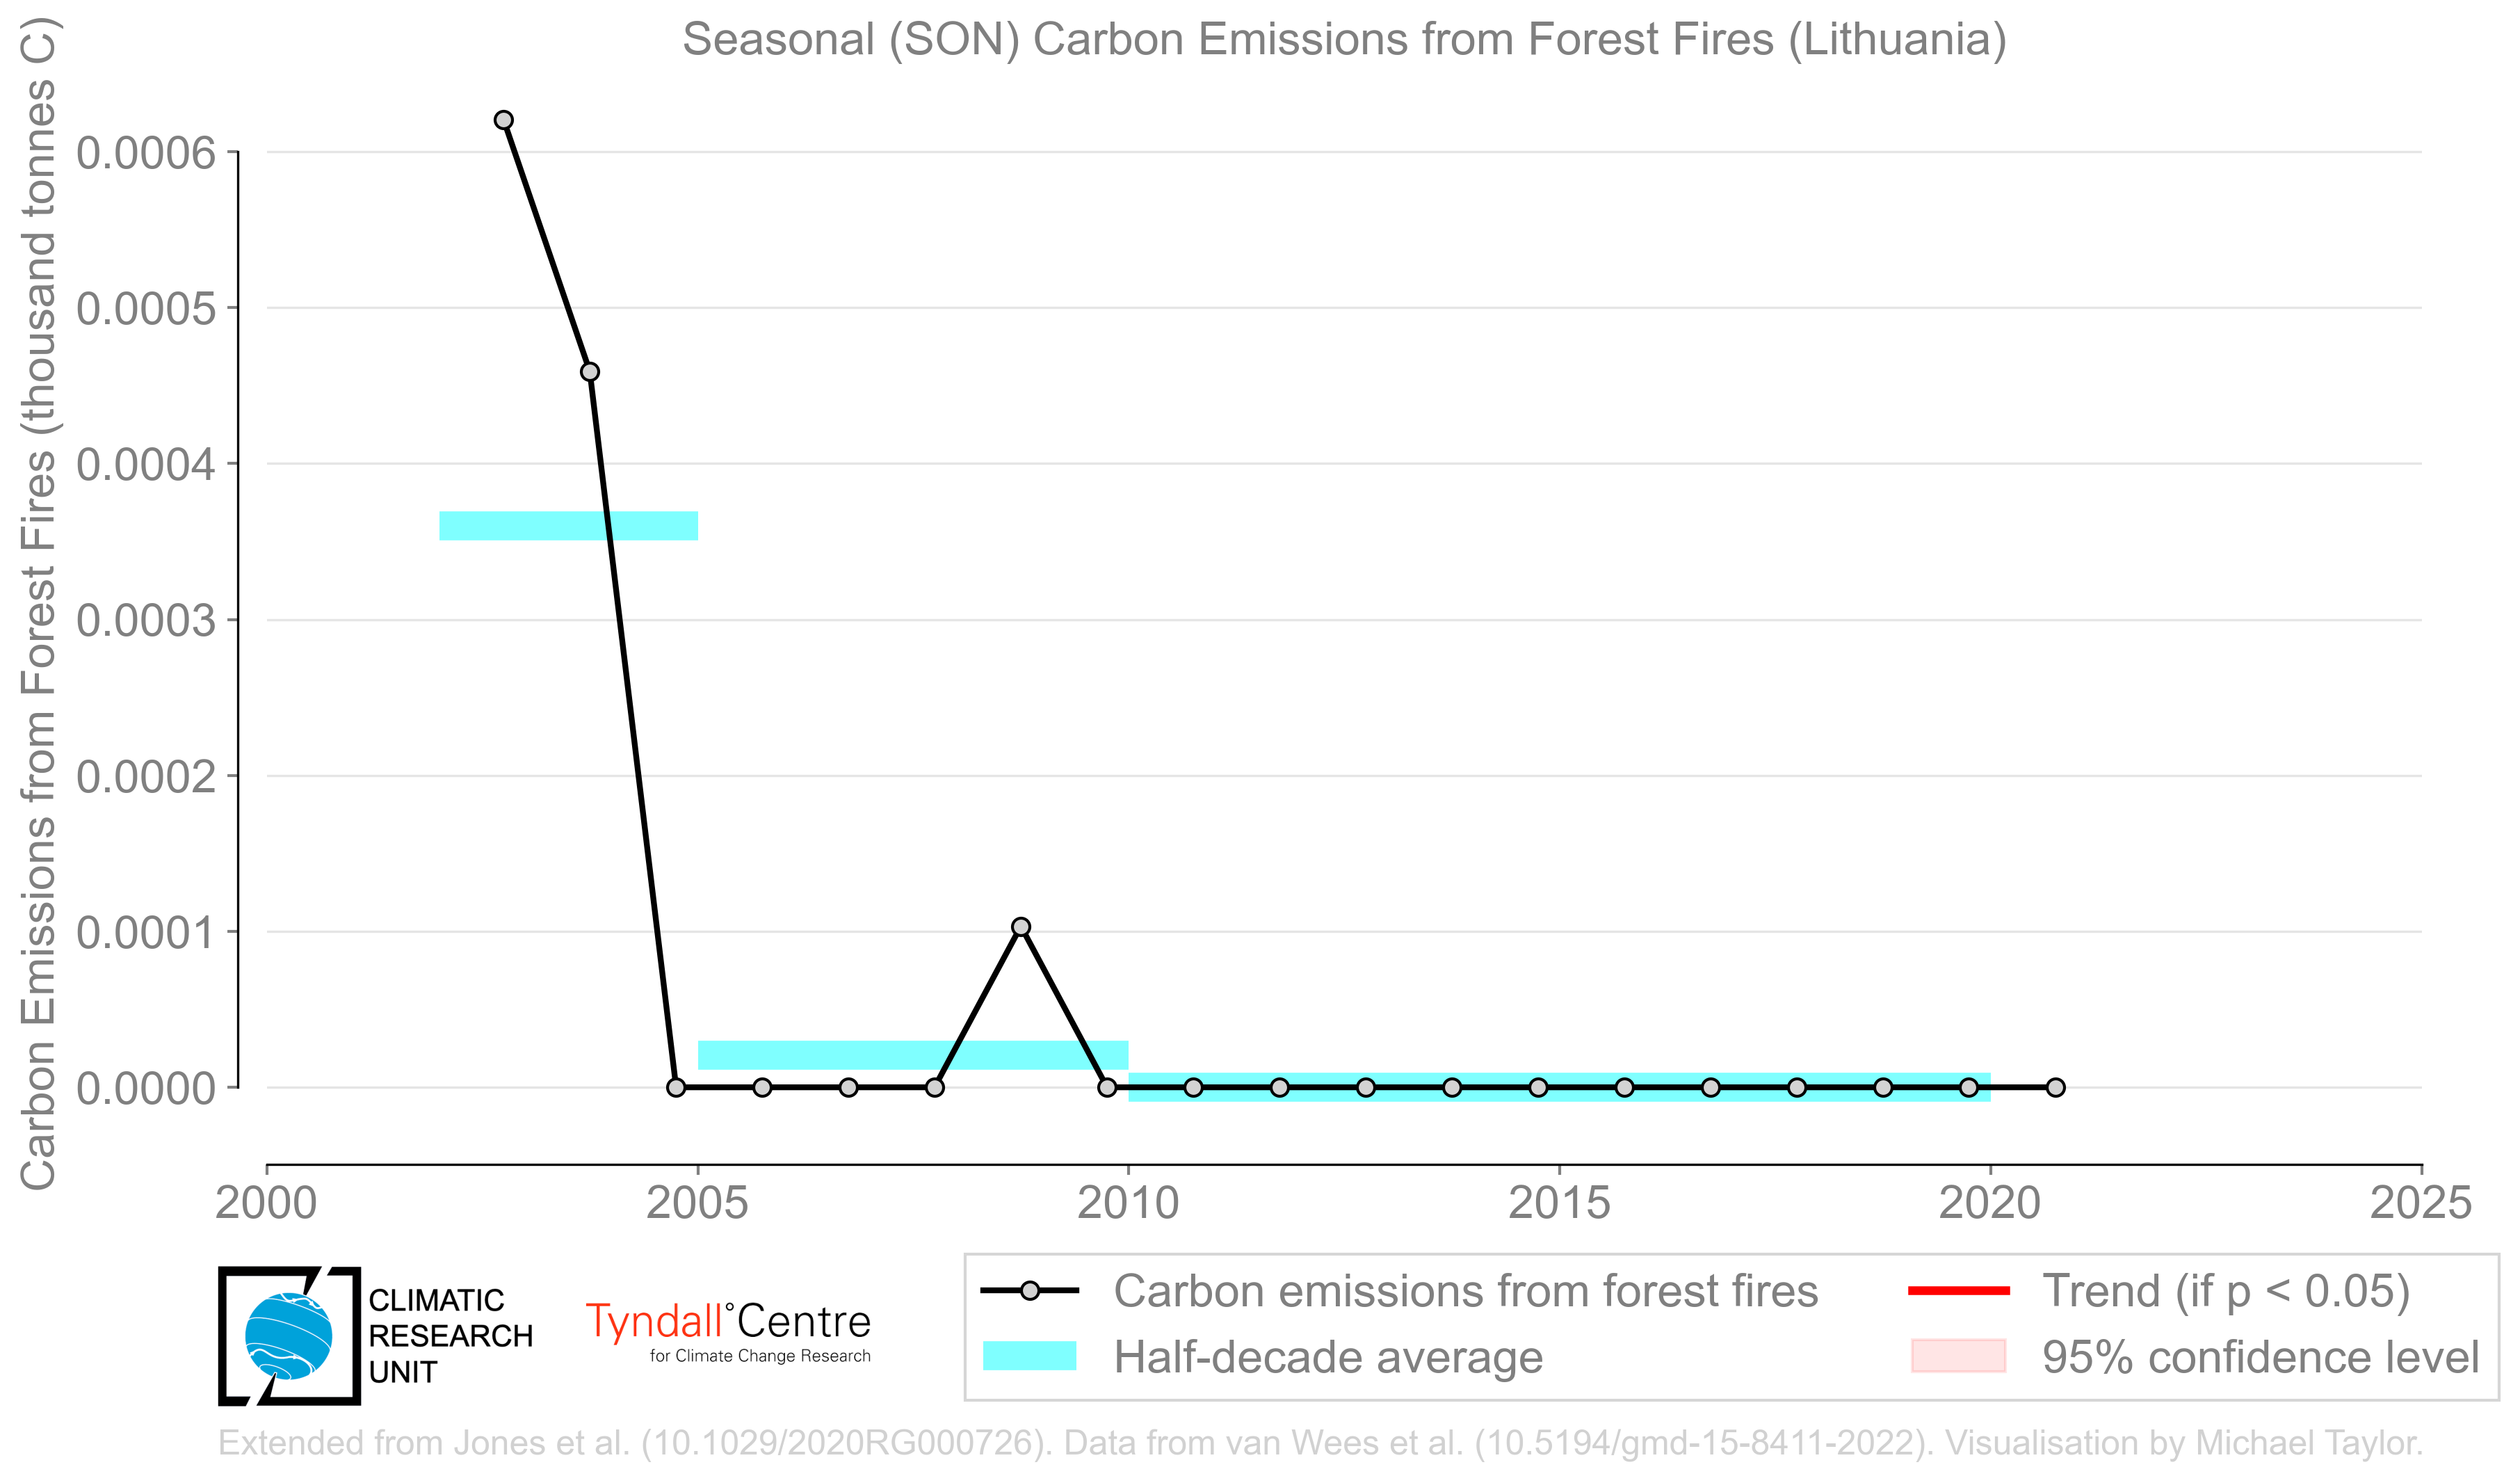 Seasonal (SON) Carbon Emissions from Forest Fires (Lithuania)
Carbon Emissions from Forest Fires (thousand tonnes C)
0.0006
0.0005
0.0004
0.0003
0.0002
0.0001
0.0000
2000 2005 2010 2015 2020 2025
CLIMATIC
RESEARCH
UNIT
Tyndall°Centre
for Climate Change Research
Carbon emissions from forest fires
Half-decade average
Trend (if p < 0.05)
95% confidence level
Extended from Jones et al. (10.1029/2020RG000726). Data from van Wees et al. (10.5194/gmd-15-8411-2022). Visualisation by Michael Taylor.